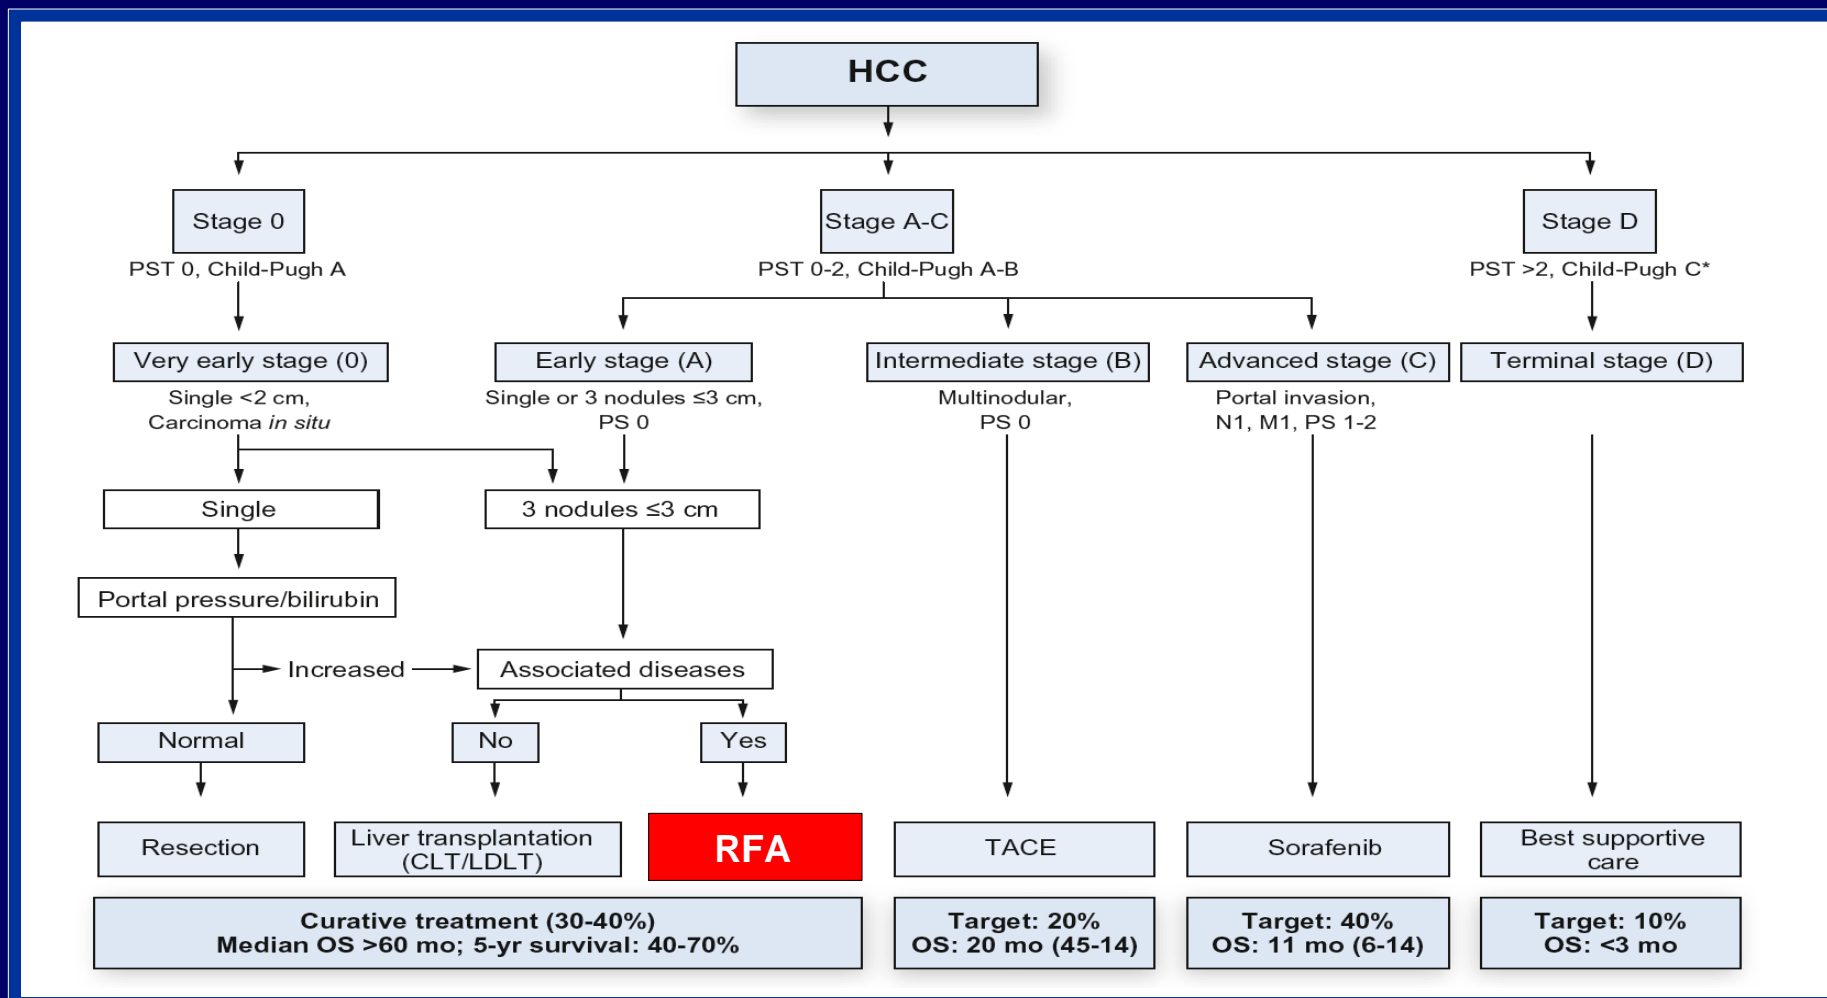 HCC
Stage 0
PST 0, Child-Pugh A
Stage A-C
PST 0-2, Child-Pugh A-B
Stage D
PST >2, Child-Pugh C*
Very early stage (0)
Single <2 cm,
Carcinoma in situ
Early stage (A)
Single or 3 nodules ≤3 cm,
PS 0
Intermediate stage (B)
Multinodular,
PS 0
Advanced stage (C)
Portal invasion,
N1, M1, PS 1-2
Terminal stage (D)
Single
3 nodules ≤3 cm
Portal pressure/bilirubin
Increased
Associated diseases
Normal
No
Yes
Resection
Liver transplantation
(CLT/LDLT)
RFA
TACE
Sorafenib
Best supportive
care
Curative treatment (30-40%)
Median OS >60 mo; 5-yr survival: 40-70%
Target: 20%
OS: 20 mo (45-14)
Target: 40%
OS: 11 mo (6-14)
Target: 10%
OS: <3 mo